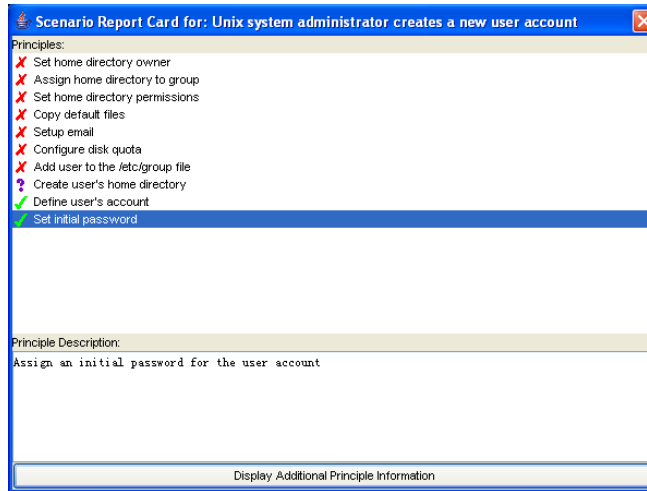 Scenario Report Card for: Unix system administrator creates a new user account
Principles:
Set home directory owner
Assign home directory to group
Set home directory permissions
Copy default files
Setup email
Configure disk quota
Add user to the /etc/group file
Create user's home directory
Define user's account
Set initial password
Principle Description:
Assign an initial password for the user account
Display Additional Principle Information